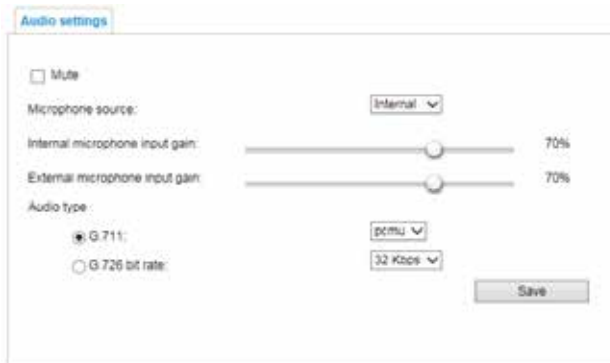 Audio settings
Mute
Microphone source: Internal
Internal microphone input gain: 70%
External microphone input gain: 70%
Audio type
G.711: pcmu
G.726 bit rate: 32 Kbps
Save